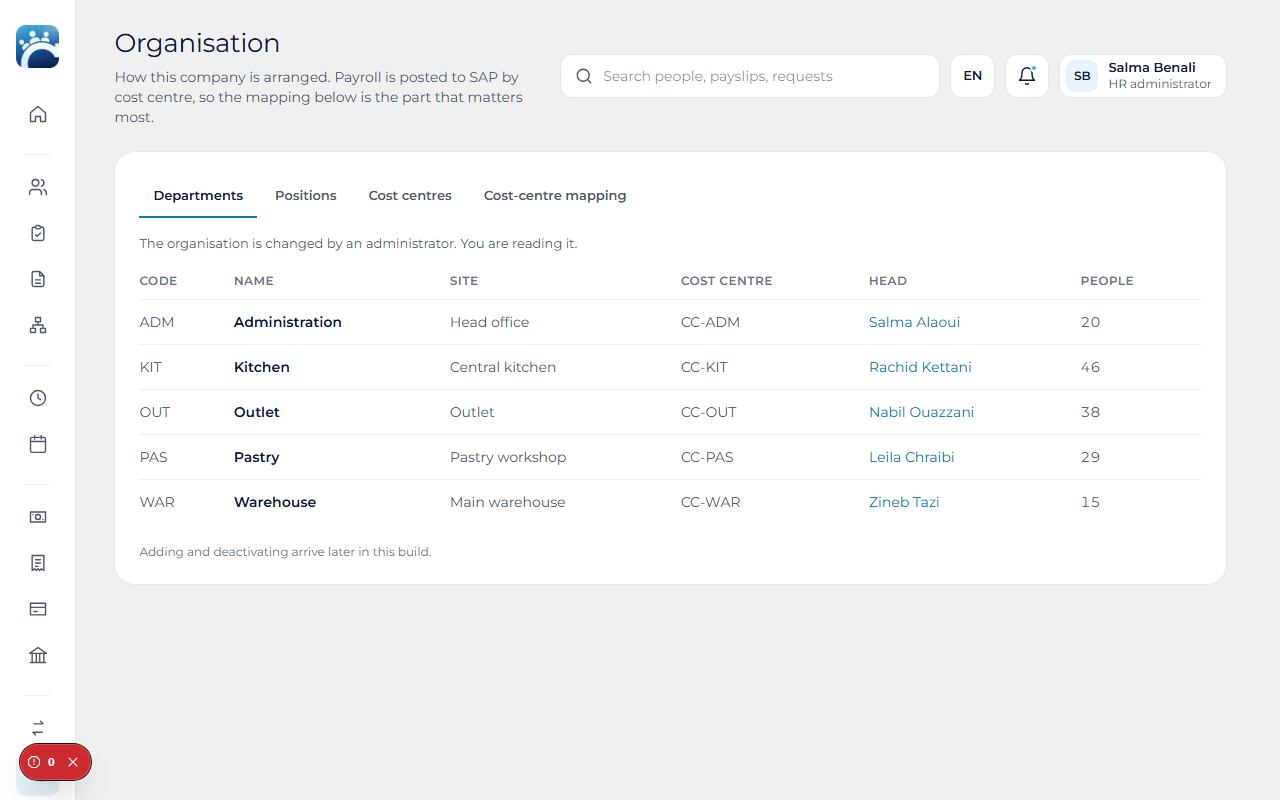 Organisation
How this company is arranged. Payroll is posted to SAP by
cost centre, so the mapping below is the part that matters
most.
Search people, payslips, requests
EN
SB
Salma Benali
HR administrator
Departments Positions Cost centres Cost-centre mapping
The organisation is changed by an administrator. You are reading it.
CODE NAME SITE COST CENTRE HEAD PEOPLE
ADM Administration Head office CC-ADM Salma Alaoui 20
KIT Kitchen Central kitchen CC-KIT Rachid Kettani 46
OUT Outlet Outlet CC-OUT Nabil Ouazzani 38
PAS Pastry Pastry workshop CC-PAS Leila Chraibi 29
WAR Warehouse Main warehouse CC-WAR Zineb Tazi 15
Adding and deactivating arrive later in this build.
0